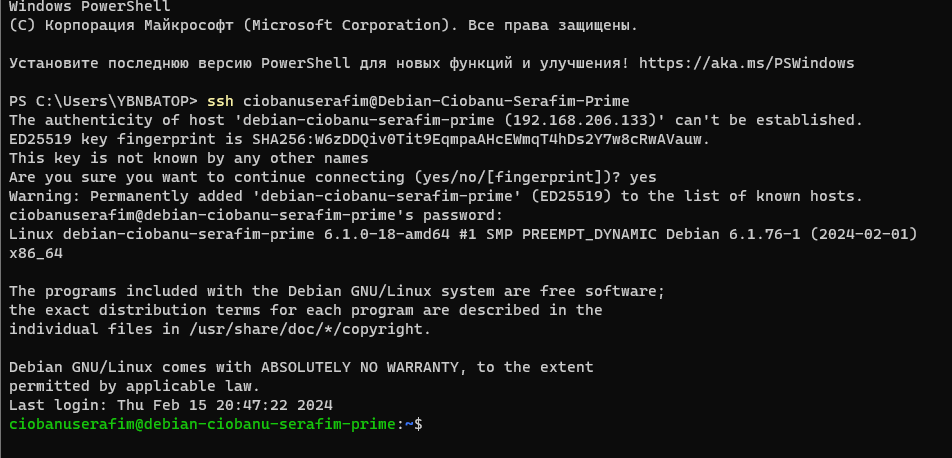 Windows PowerShell
(C) Корпорация Майкрософт (Microsoft Corporation). Все права защищены.
Установите последнюю версию PowerShell для новых функций и улучшения! https://aka.ms/PSWindows
PS C:\Users\YBNBATOP> ssh ciobanuserafim@Debian-Ciobanu-Serafim-Prime
The authenticity of host 'debian-ciobanu-serafim-prime (192.168.206.133)' can't be established.
ED25519 key fingerprint is SHA256:W6zDDQiv0Tit9EqmpaAHcEWmqT4hDs2Y7w8cRwAVauw.
This key is not known by any other names
Are you sure you want to continue connecting (yes/no/[fingerprint])? yes
Warning: Permanently added 'debian-ciobanu-serafim-prime' (ED25519) to the list of known hosts.
ciobanuserafim@debian-ciobanu-serafim-prime's password:
Linux debian-ciobanu-serafim-prime 6.1.0-18-amd64 #1 SMP PREEMPT_DYNAMIC Debian 6.1.76-1 (2024-02-01)
x86_64
The programs included with the Debian GNU/Linux system are free software;
the exact distribution terms for each program are described in the
individual files in /usr/share/doc/*/copyright.
Debian GNU/Linux comes with ABSOLUTELY NO WARRANTY, to the extent
permitted by applicable law.
Last login: Thu Feb 15 20:47:22 2024
ciobanuserafim@debian-ciobanu-serafim-prime:~$